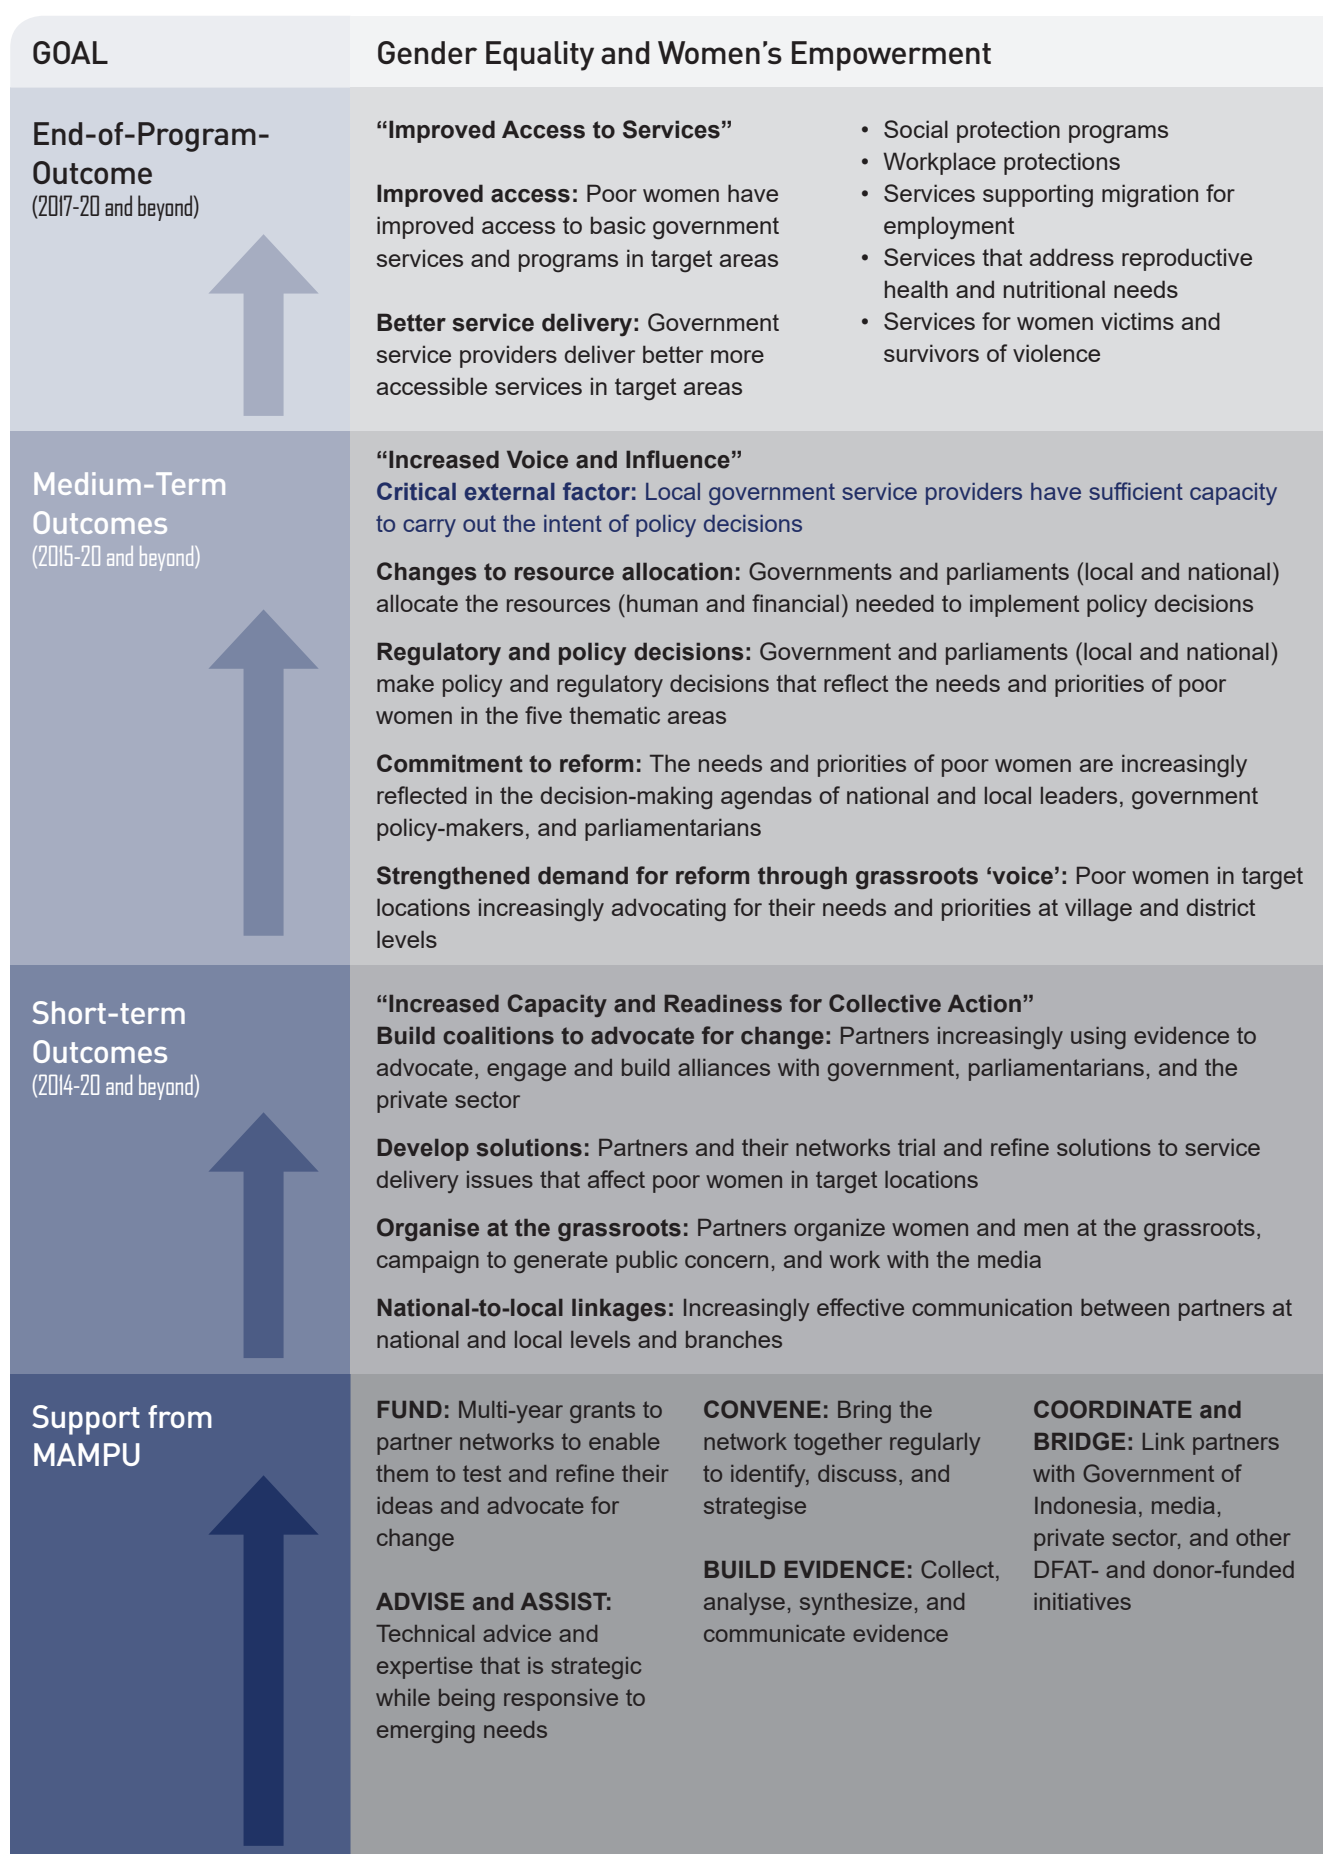 GOAL
Gender Equality and Women's Empowerment
End-of-Program-
Outcome
(2017-20 and beyond)
“Improved Access to Services”
Improved access: Poor women have
improved access to basic government
services and programs in target areas
Better service delivery: Government
service providers deliver better more
accessible services in target areas
• Social protection programs
• Workplace protections
• Services supporting migration for
employment
• Services that address reproductive
health and nutritional needs
• Services for women victims and
survivors of violence
Medium-Term
Outcomes
(2015-20 and beyond)
“Increased Voice and Influence”
Critical external factor: Local government service providers have sufficient capacity
to carry out the intent of policy decisions
Changes to resource allocation: Governments and parliaments (local and national)
allocate the resources (human and financial) needed to implement policy decisions
Regulatory and policy decisions: Government and parliaments (local and national)
make policy and regulatory decisions that reflect the needs and priorities of poor
women in the five thematic areas
Commitment to reform: The needs and priorities of poor women are increasingly
reflected in the decision-making agendas of national and local leaders, government
policy-makers, and parliamentarians
Strengthened demand for reform through grassroots ‘voice’: Poor women in target
locations increasingly advocating for their needs and priorities at village and district
levels
Short-term
Outcomes
(2014-20 and beyond)
“Increased Capacity and Readiness for Collective Action”
Build coalitions to advocate for change: Partners increasingly using evidence to
advocate, engage and build alliances with government, parliamentarians, and the
private sector
Develop solutions: Partners and their networks trial and refine solutions to service
delivery issues that affect poor women in target locations
Organise at the grassroots: Partners organize women and men at the grassroots,
campaign to generate public concern, and work with the media
National-to-local linkages: Increasingly effective communication between partners at
national and local levels and branches
Support from
MAMPU
FUND: Multi-year grants to
partner networks to enable
them to test and refine their
ideas and advocate for
change
ADVISE and ASSIST:
Technical advice and
expertise that is strategic
while being responsive to
emerging needs
CONVENE: Bring the
network together regularly
to identify, discuss, and
strategise
BUILD EVIDENCE: Collect,
analyse, synthesize, and
communicate evidence
COORDINATE and
BRIDGE: Link partners
with Government of
Indonesia, media,
private sector, and other
DFAT- and donor-funded
initiatives